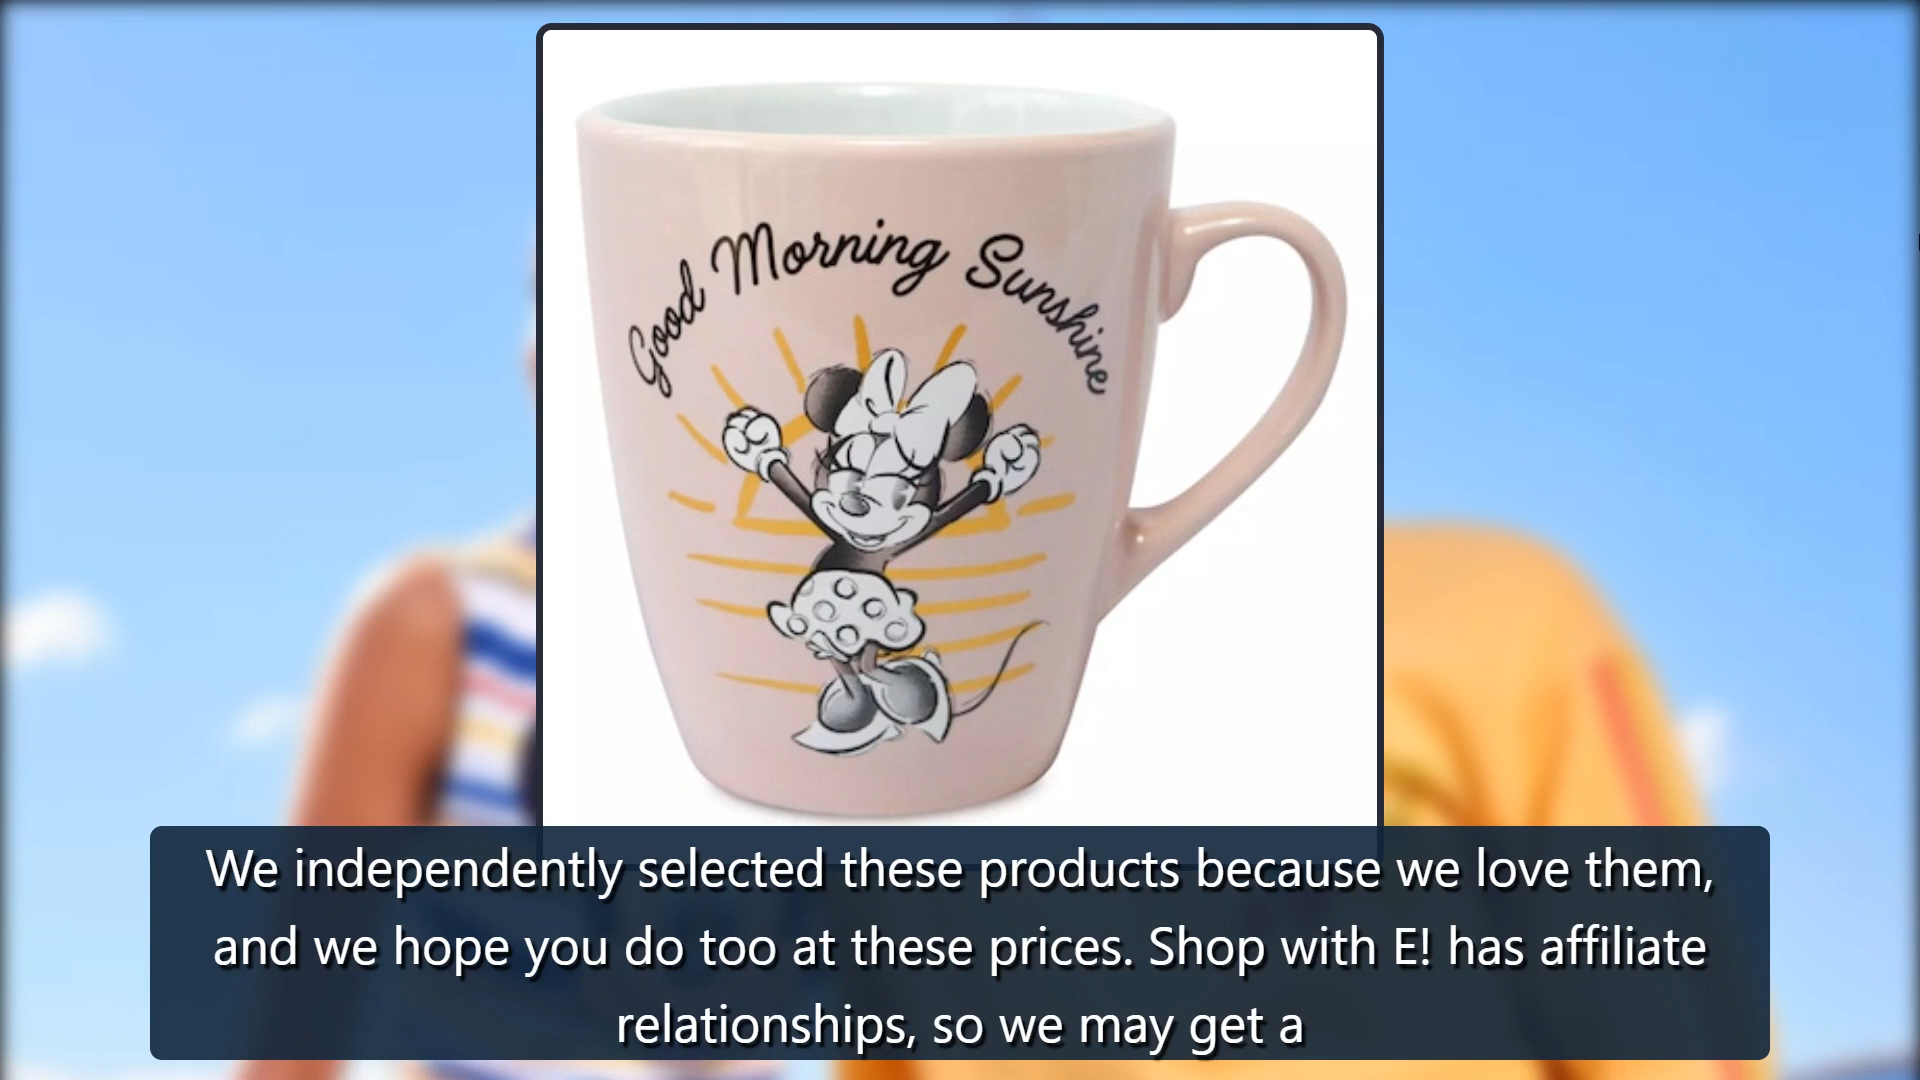 Good Morning Sunshine
We independently selected these products because we love them,
and we hope you do too at these prices. Shop with E! has affiliate
relationships, so we may get a